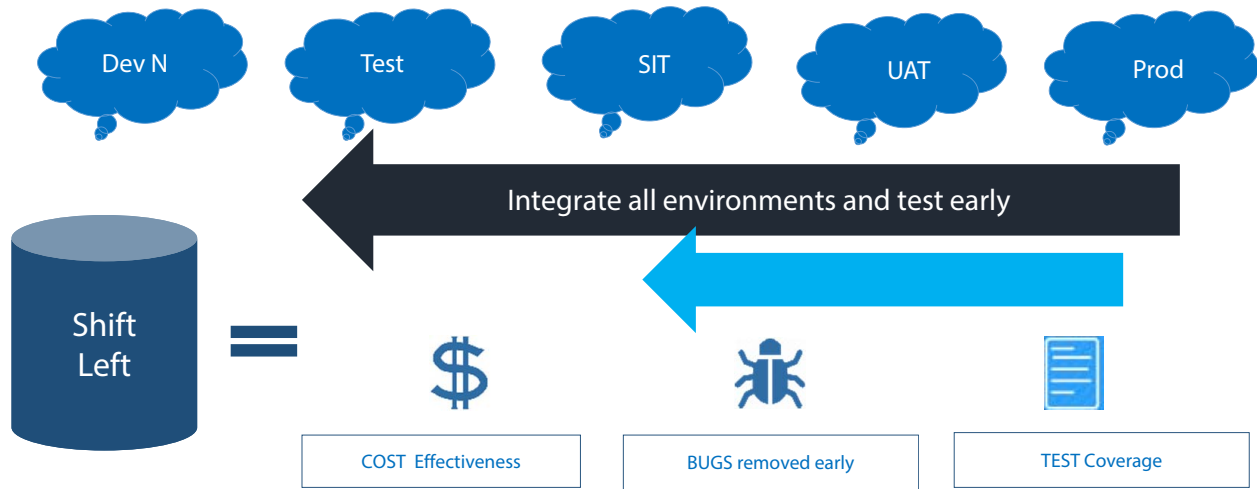 Dev N
Test
SIT
UAT
Prod
Integrate all environments and test early
Shift
Left
COST Effectiveness
BUGS removed early
TEST Coverage